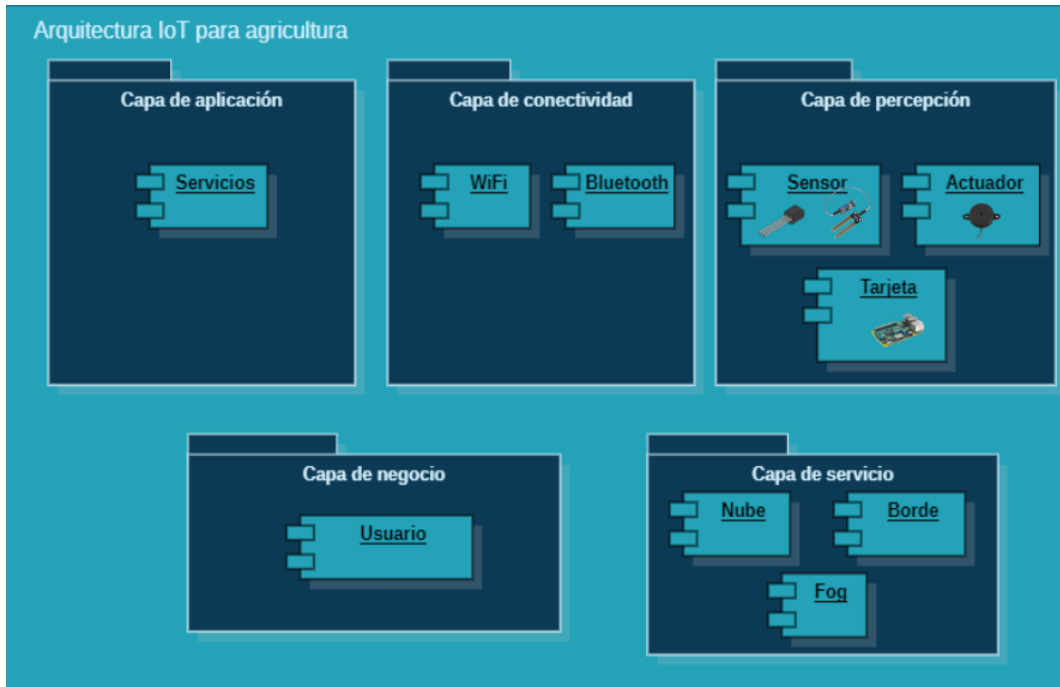 Arquitectura IoT para agricultura
Capa de aplicación
Servicios
Capa de conectividad
WiFi
Bluetooth
Capa de percepción
Sensor
Actuador
Tarjeta
Capa de negocio
Usuario
Capa de servicio
Nube
Borde
Fog